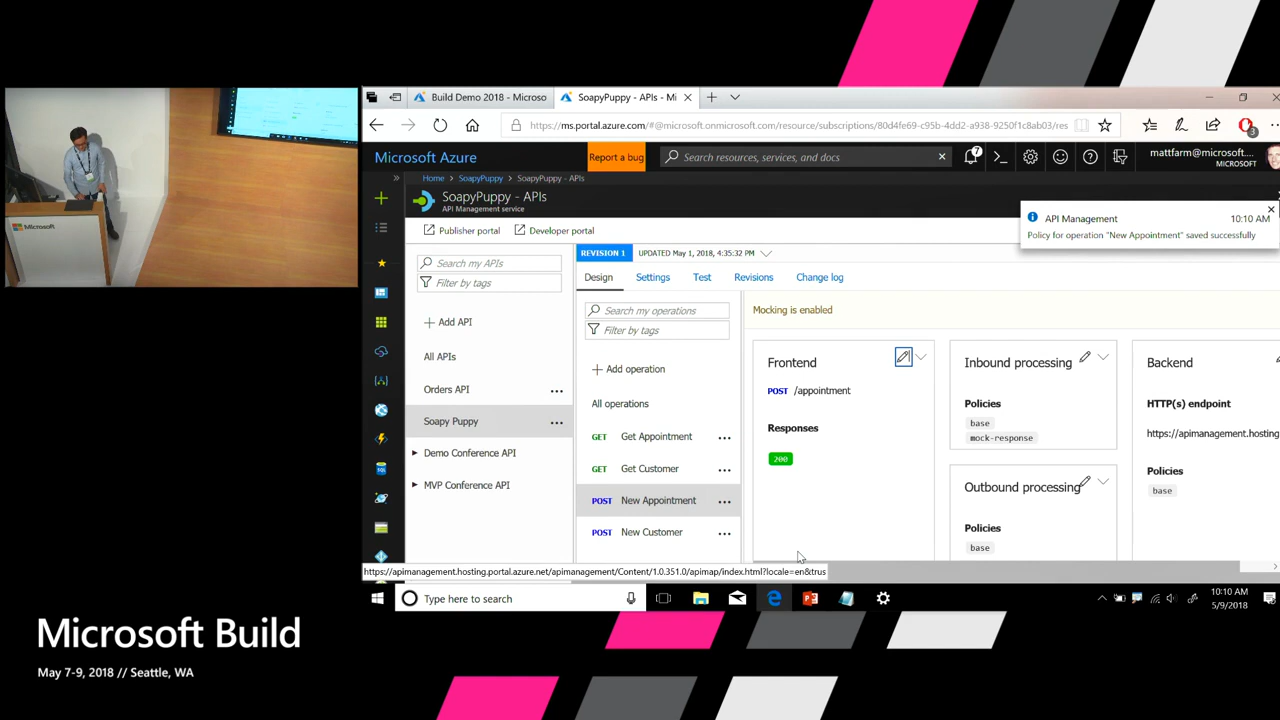 Build Demo 2018 - Microso
SoapyPuppy - APIs - Mi
https://ms.portal.azure.com/#@microsoft.onmicrosoft.com/resource/subscriptions/80d4fe69-c95b-4dd2-a938-9250f1c8ab03/res
3
Microsoft Azure
Report a bug
Search resources, services, and docs
7
mattfarm@microsoft....
MICROSOFT
Home
SoapyPuppy
SoapyPuppy - APIs
SoapyPuppy - APIs
API Management service
API Management
10:10 AM
Policy for operation "New Appointment" saved successfully
Publisher portal
Developer portal
Search my APIs
Filter by tags
Add API
All APIs
Orders API
Soapy Puppy
Demo Conference API
MVP Conference API
REVISION 1
UPDATED May 1, 2018, 4:35:32 PM
Design
Settings
Test
Revisions
Change log
Search my operations
Filter by tags
Add operation
All operations
GET Get Appointment
GET Get Customer
POST New Appointment
POST New Customer
Mocking is enabled
Frontend
POST /appointment
Responses
200
Inbound processing
Policies
base
mock-response
Outbound processing
Policies
base
Backend
HTTP(s) endpoint
https://apimanagement.hosting
Policies
base
https://apimanagement.hosting.portal.azure.net/apimanagement/Content/1.0.351.0/apimap/index.html?locale=en&trus
Type here to search
10:10 AM
5/9/2018
Microsoft
Microsoft Build
May 7-9, 2018 // Seattle, WA